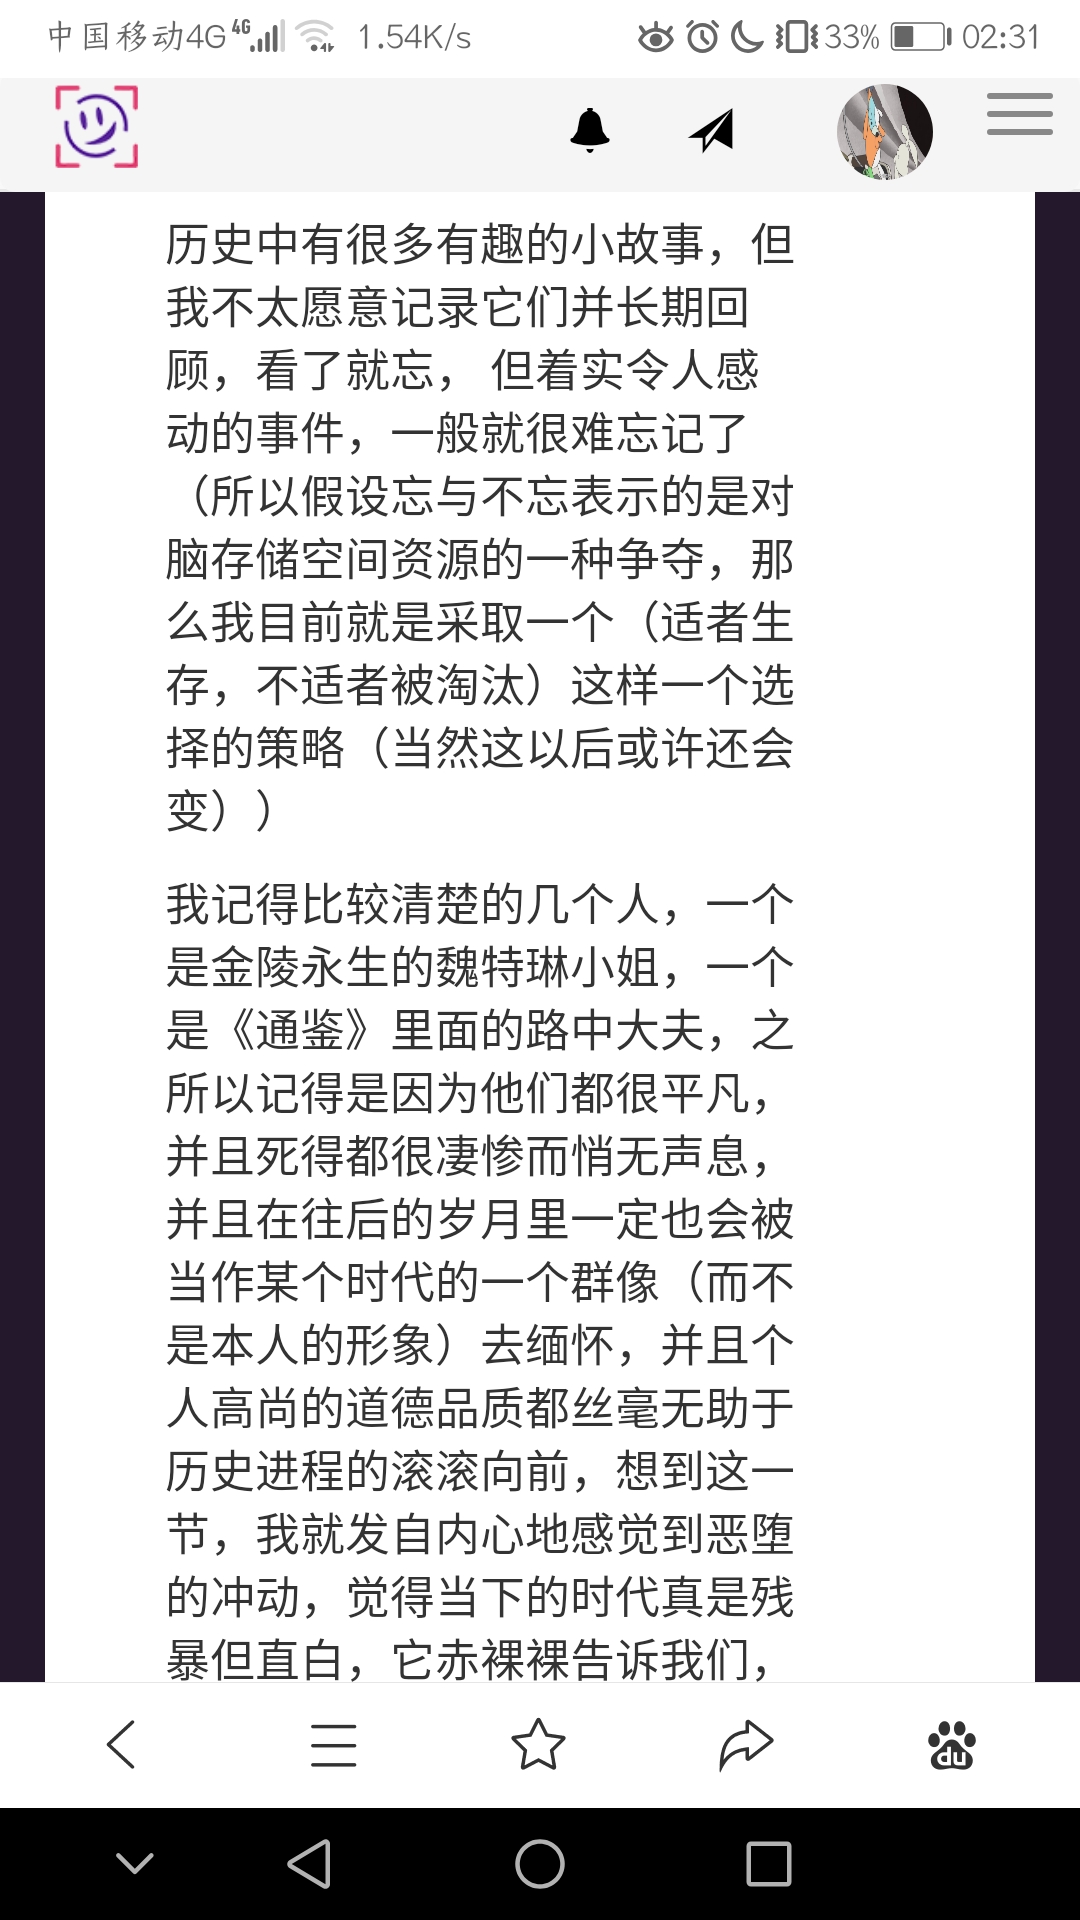 中国移动4G 4G 1.54K/s 33% 02:31
历史中有很多有趣的小故事，但
我不太愿意记录它们并长期回
顾，看了就忘， 但着实令人感
动的事件，一般就很难忘记了
（所以假设忘与不忘表示的是对
脑存储空间资源的一种争夺，那
么我目前就是采取一个（适者生
存，不适者被淘汰）这样一个选
择的策略（当然这以后或许还会
变））
我记得比较清楚的几个人，一个
是金陵永生的魏特琳小姐，一个
是《通鉴》里面的路中大夫，之
所以记得是因为他们都很平凡，
并且死得都很凄惨而悄无声息，
并且在往后的岁月里一定也会被
当作某个时代的一个群像（而不
是本人的形象）去缅怀，并且个
人高尚的道德品质都丝毫无助于
历史进程的滚滚向前，想到这一
节，我就发自内心地感觉到恶堕
的冲动，觉得当下的时代真是残
暴但直白，它赤裸裸告诉我们，
du